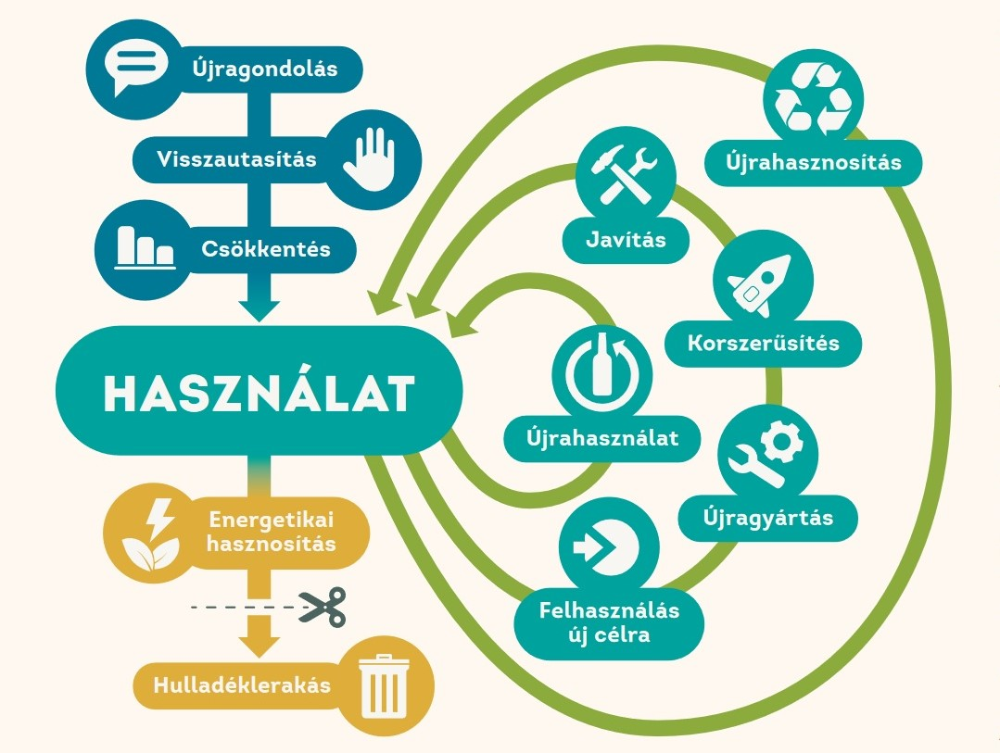 Újragondolás
Visszautasítás
Csökkentés
HASZNÁLAT
Energetikai
hasznosítás
Hulladéklerakás
Újrahasznosítás
Javítás
Korszerűsítés
Újrahasználat
Újragyártás
Felhasználás
új célra